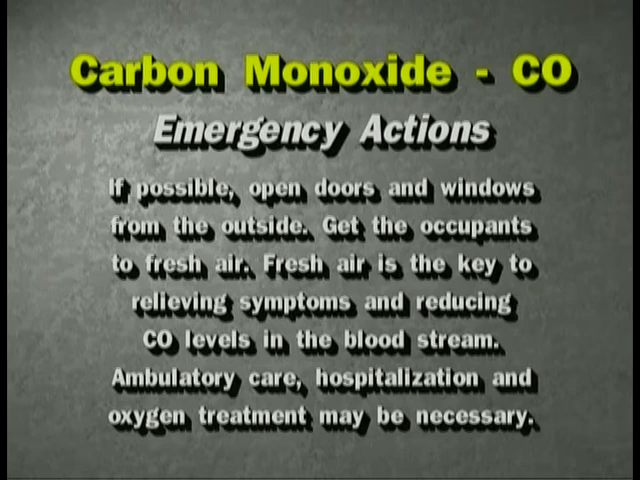 Carbon Monoxide - CO
Emergency Actions
If possible, open doors and windows
from the outside. Get the occupants
to fresh air. Fresh air is the key to
relieving symptoms and reducing
CO levels in the blood stream.
Ambulatory care, hospitalization and
oxygen treatment may be necessary.